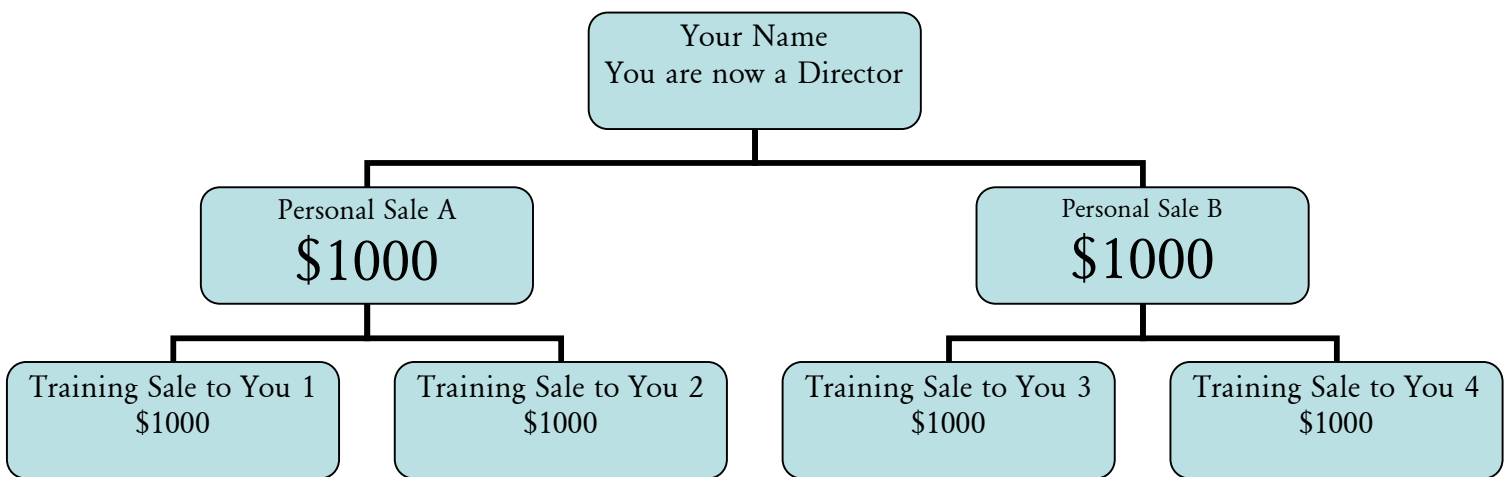 Your Name
You are now a Director
Personal Sale A
$1000
Personal Sale B
$1000
Training Sale to You 1
$1000
Training Sale to You 2
$1000
Training Sale to You 3
$1000
Training Sale to You 4
$1000